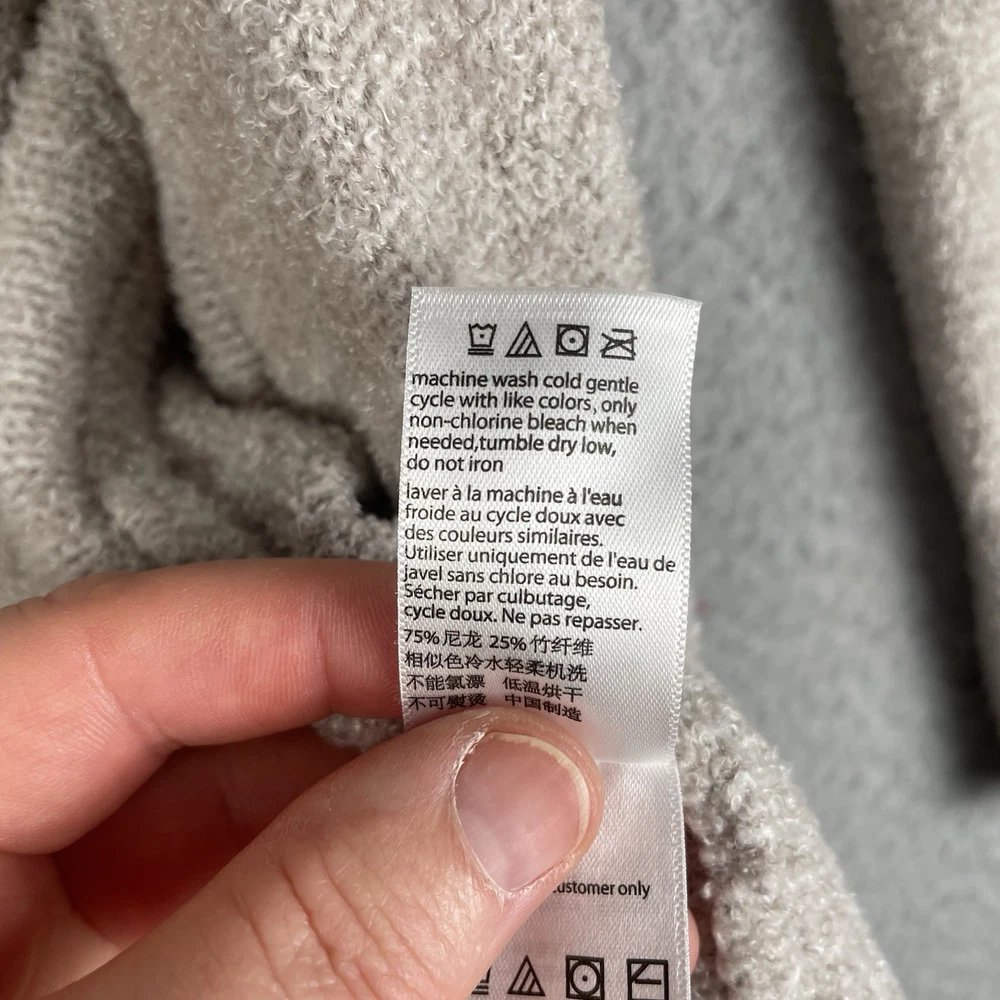 machine wash cold gentle
cycle with like colors, only
non-chlorine bleach when
needed,tumble dry low,
do not iron
laver à la machine à l'eau
froide au cycle doux avec
des couleurs similaires.
Utiliser uniquement de l'eau de
javel sans chlore au besoin.
Sécher par culbutage,
cycle doux. Ne pas repasser.
75%尼龙 25%竹纤维
相似色冷水轻柔机洗
不能氯漂 低温烘干
不可熨烫 中国制造
customer only